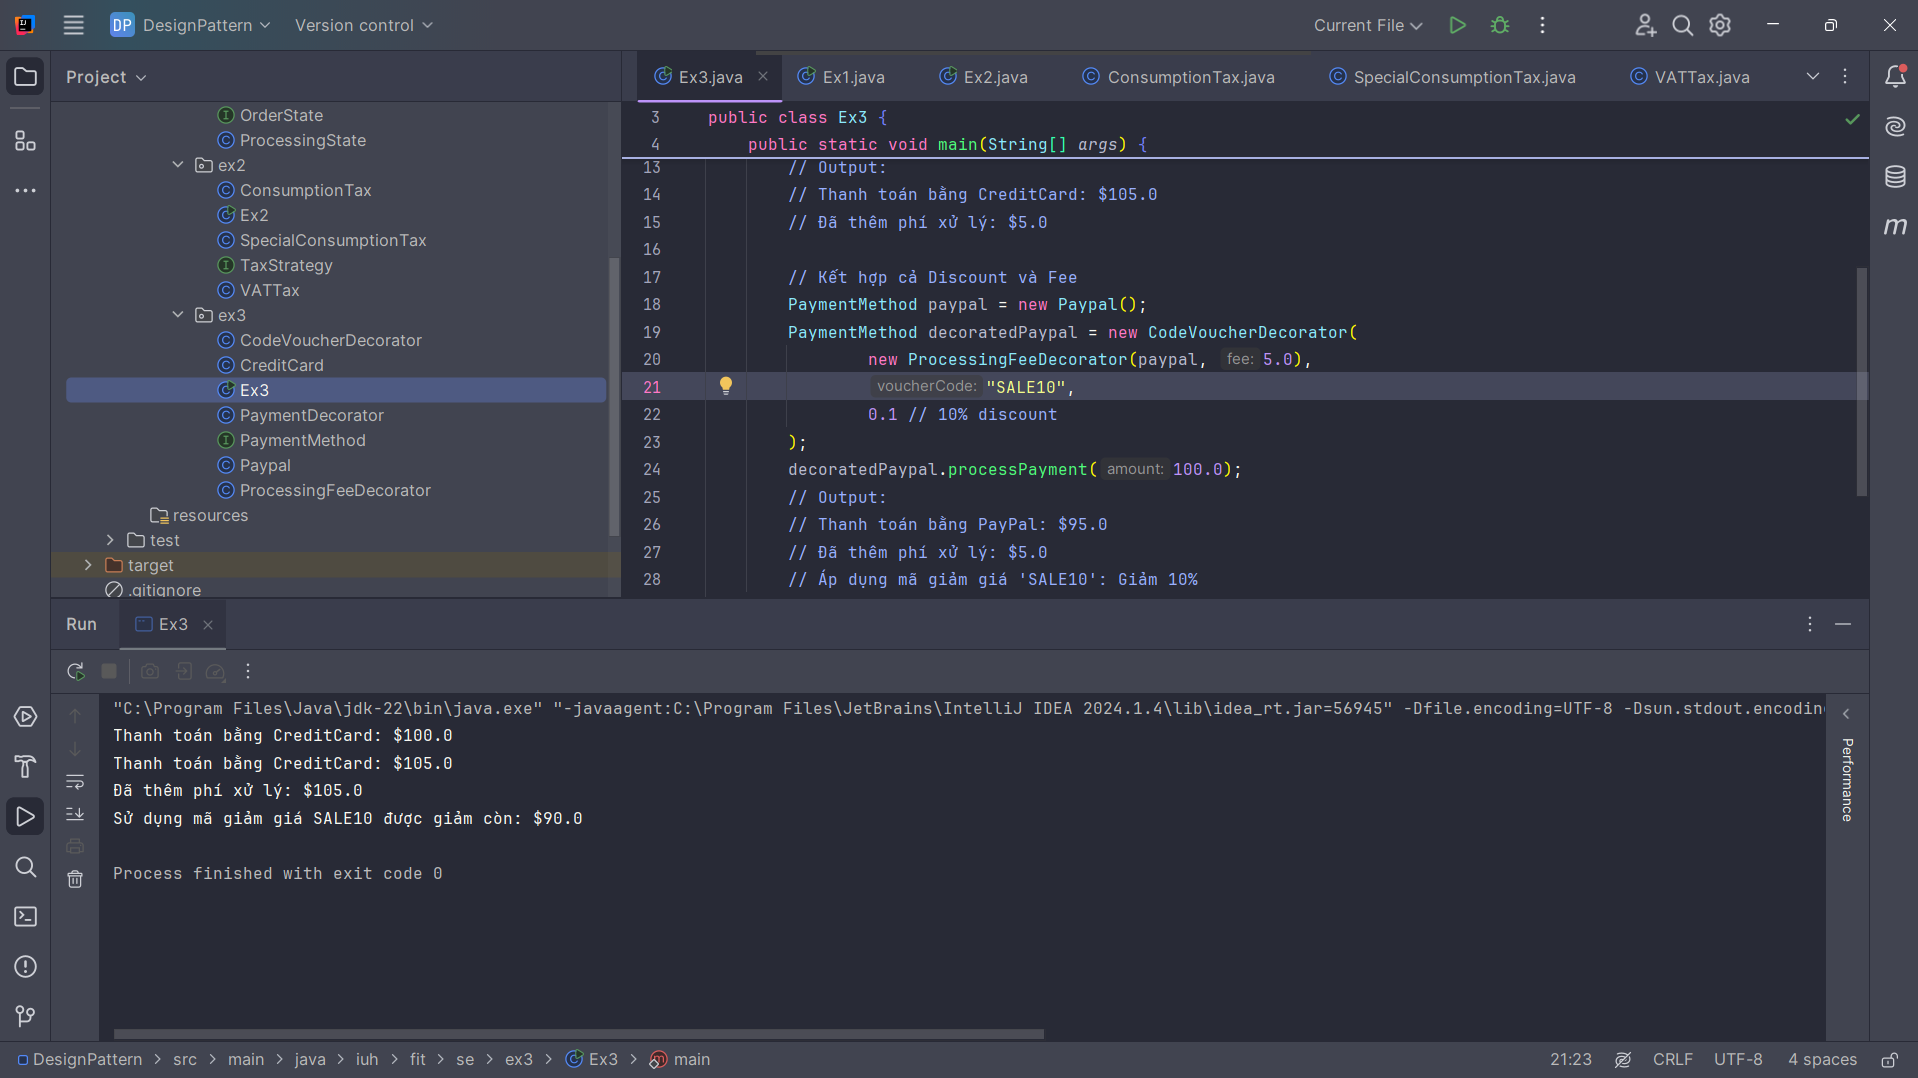 DP DesignPattern Version control Current File
Project
Ex3.java Ex1.java Ex2.java ConsumptionTax.java SpecialConsumptionTax.java VATTax.java
OrderState
ProcessingState
ex2
ConsumptionTax
Ex2
SpecialConsumptionTax
TaxStrategy
VATTax
ex3
CodeVoucherDecorator
CreditCard
Ex3
PaymentDecorator
PaymentMethod
Paypal
ProcessingFeeDecorator
resources
test
target
.gitignore
3 public class Ex3 {
4 public static void main(String[] args) {
13 // Output:
14 // Thanh toán bằng CreditCard: $105.0
15 // Đã thêm phí xử lý: $5.0
16
17 // Kết hợp cả Discount và Fee
18 PaymentMethod paypal = new Paypal();
19 PaymentMethod decoratedPaypal = new CodeVoucherDecorator(
20 new ProcessingFeeDecorator(paypal, fee: 5.0),
21 voucherCode: "SALE10",
22 0.1 // 10% discount
23 );
24 decoratedPaypal.processPayment( amount: 100.0);
25 // Output:
26 // Thanh toán bằng PayPal: $95.0
27 // Đã thêm phí xử lý: $5.0
28 // Áp dụng mã giảm giá 'SALE10': Giảm 10%
Run Ex3
"C:\Program Files\Java\jdk-22\bin\java.exe" "-javaagent:C:\Program Files\JetBrains\IntelliJ IDEA 2024.1.4\lib\idea_rt.jar=56945" -Dfile.encoding=UTF-8 -Dsun.stdout.encoding
Thanh toán bằng CreditCard: $100.0
Thanh toán bằng CreditCard: $105.0
Đã thêm phí xử lý: $105.0
Sử dụng mã giảm giá SALE10 được giảm còn: $90.0
Process finished with exit code 0
Performance
DesignPattern > src > main > java > iuh > fit > se > ex3 > Ex3 > main
21:23 CRLF UTF-8 4 spaces